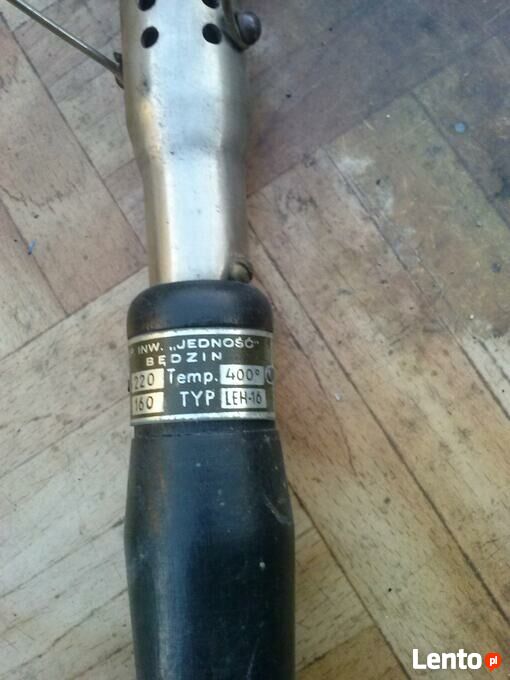 INW. „JEDNOŚĆ”
BĘDZIN
220 Temp. 400°
160 TYP LEH-16
Lento.pl